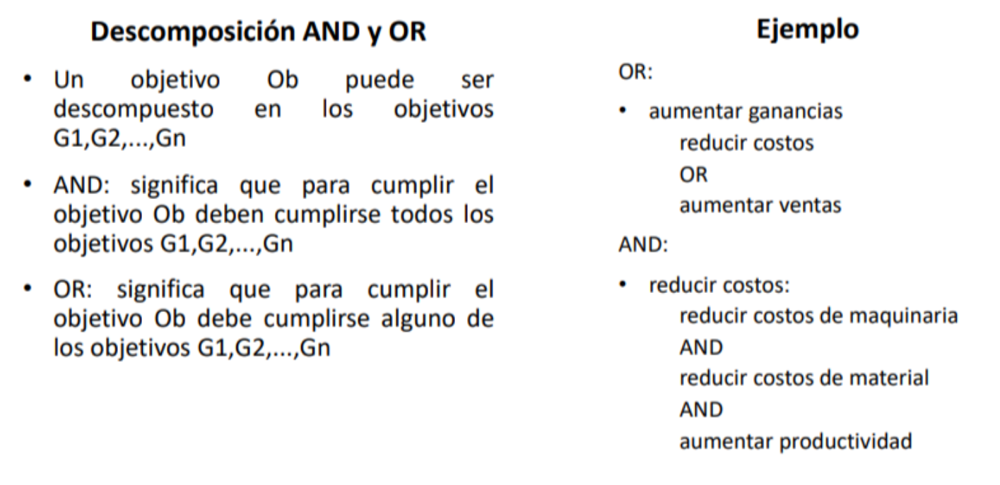 Descomposición AND y OR
• Un objetivo Ob puede ser
descompuesto en los objetivos
G1,G2,...,Gn
• AND: significa que para cumplir el
objetivo Ob deben cumplirse todos los
objetivos G1,G2,...,Gn
• OR: significa que para cumplir el
objetivo Ob debe cumplirse alguno de
los objetivos G1,G2,...,Gn
Ejemplo
OR:
• aumentar ganancias
reducir costos
OR
aumentar ventas
AND:
• reducir costos:
reducir costos de maquinaria
AND
reducir costos de material
AND
aumentar productividad